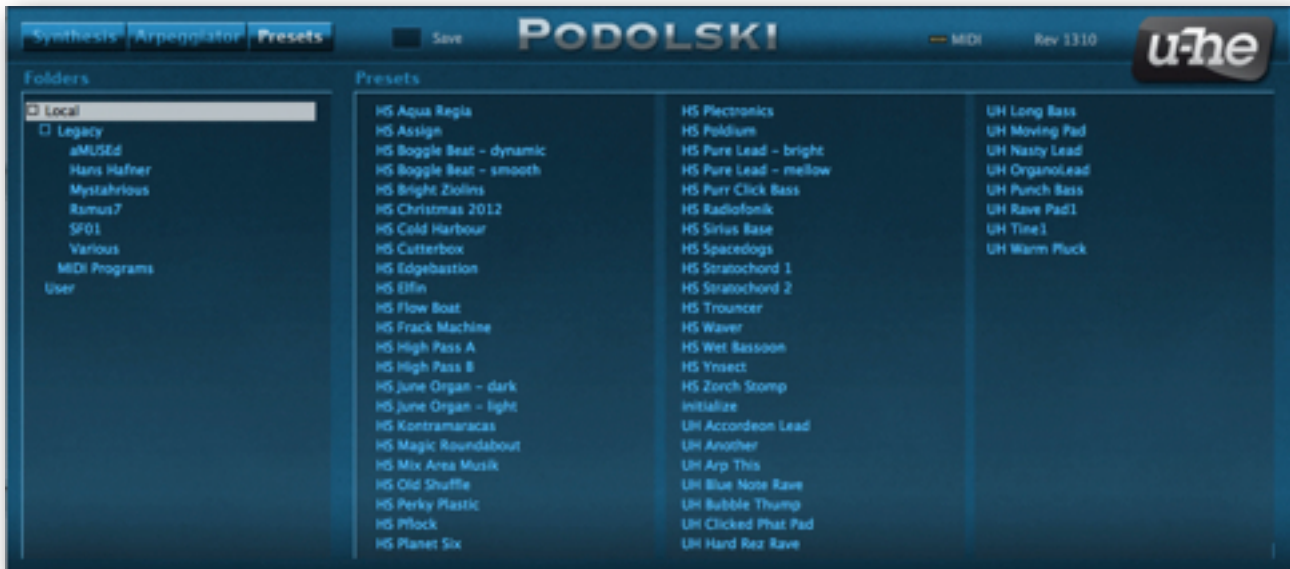 Synthesis Arpeggiator Presets
Save
PODOLSKI
MIDI
Rev 1310
u-he
Folders
Local
Legacy
aMUSEd
Hans Hafner
Mystahrious
Rsmus7
SF01
Various
MIDI Programs
User
Presets
HS Aqua Regia
HS Assign
HS Boggle Beat - dynamic
HS Boggle Beat - smooth
HS Bright Ziolins
HS Christmas 2012
HS Cold Harbour
HS Cutterbox
HS Edgebastion
HS Elfin
HS Flow Boat
HS Frack Machine
HS High Pass A
HS High Pass B
HS June Organ - dark
HS June Organ - light
HS Kontramaracas
HS Magic Roundabout
HS Mix Area Musik
HS Old Shuffle
HS Perky Plastic
HS Pflock
HS Planet Six
HS Plectronics
HS Poldium
HS Pure Lead - bright
HS Pure Lead - mellow
HS Purr Click Bass
HS Radiofonik
HS Sirius Base
HS Spacedogs
HS Stratochord 1
HS Stratochord 2
HS Trouncer
HS Waver
HS Wet Bassoon
HS Ynsect
HS Zorch Stomp
initialize
UH Accordeon Lead
UH Another
UH Arp This
UH Blue Note Rave
UH Bubble Thump
UH Clicked Phat Pad
UH Hard Rez Rave
UH Long Bass
UH Moving Pad
UH Nasty Lead
UH OrganoLead
UH Punch Bass
UH Rave Pad1
UH Tine1
UH Warm Pluck